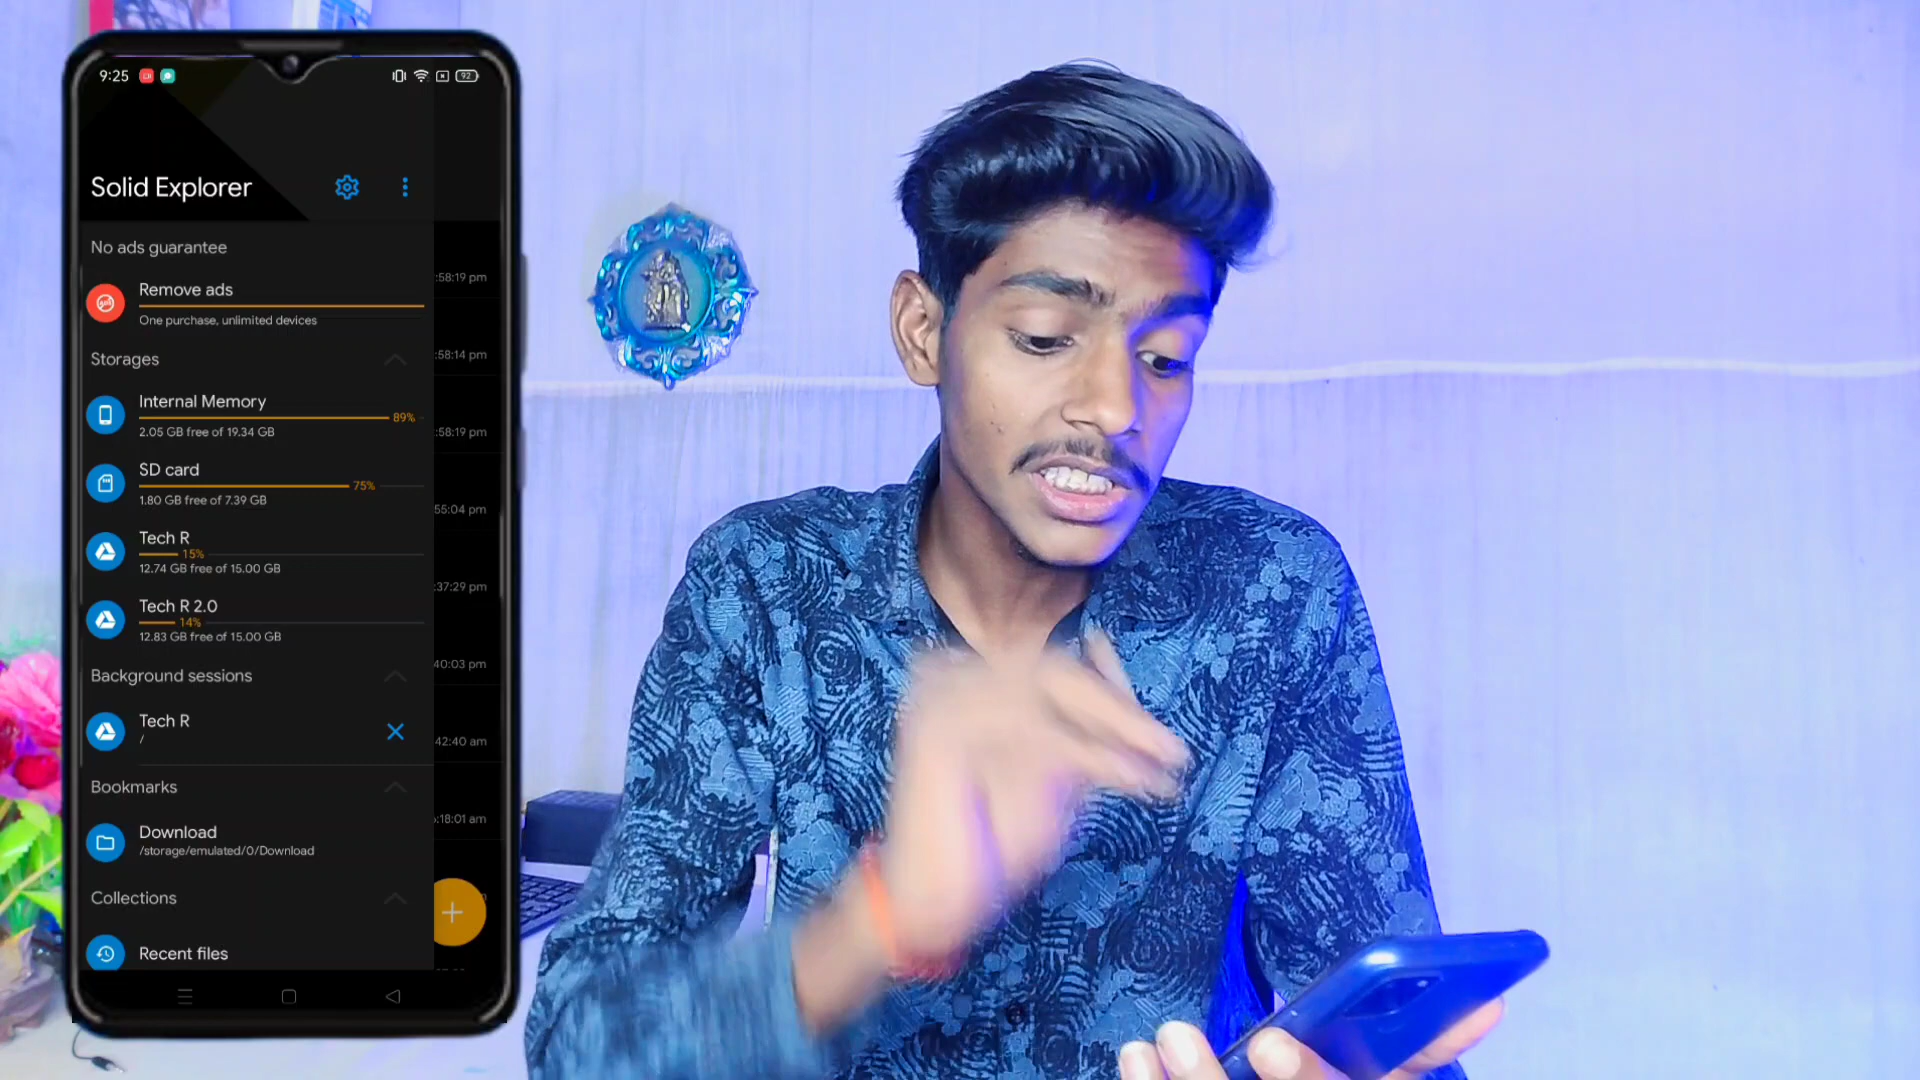 9:25
92
Solid Explorer
No ads guarantee
Remove ads
One purchase, unlimited devices
Storages
Internal Memory
89%
2.05 GB free of 19.34 GB
SD card
75%
1.80 GB free of 7.39 GB
Tech R
15%
12.74 GB free of 15.00 GB
Tech R 2.0
14%
12.83 GB free of 15.00 GB
Background sessions
Tech R
/
Bookmarks
Download
/storage/emulated/0/Download
Collections
Recent files
:58:19 pm
:58:14 pm
:58:19 pm
55:04 pm
:37:29 pm
40:03 pm
42:40 am
:18:01 am